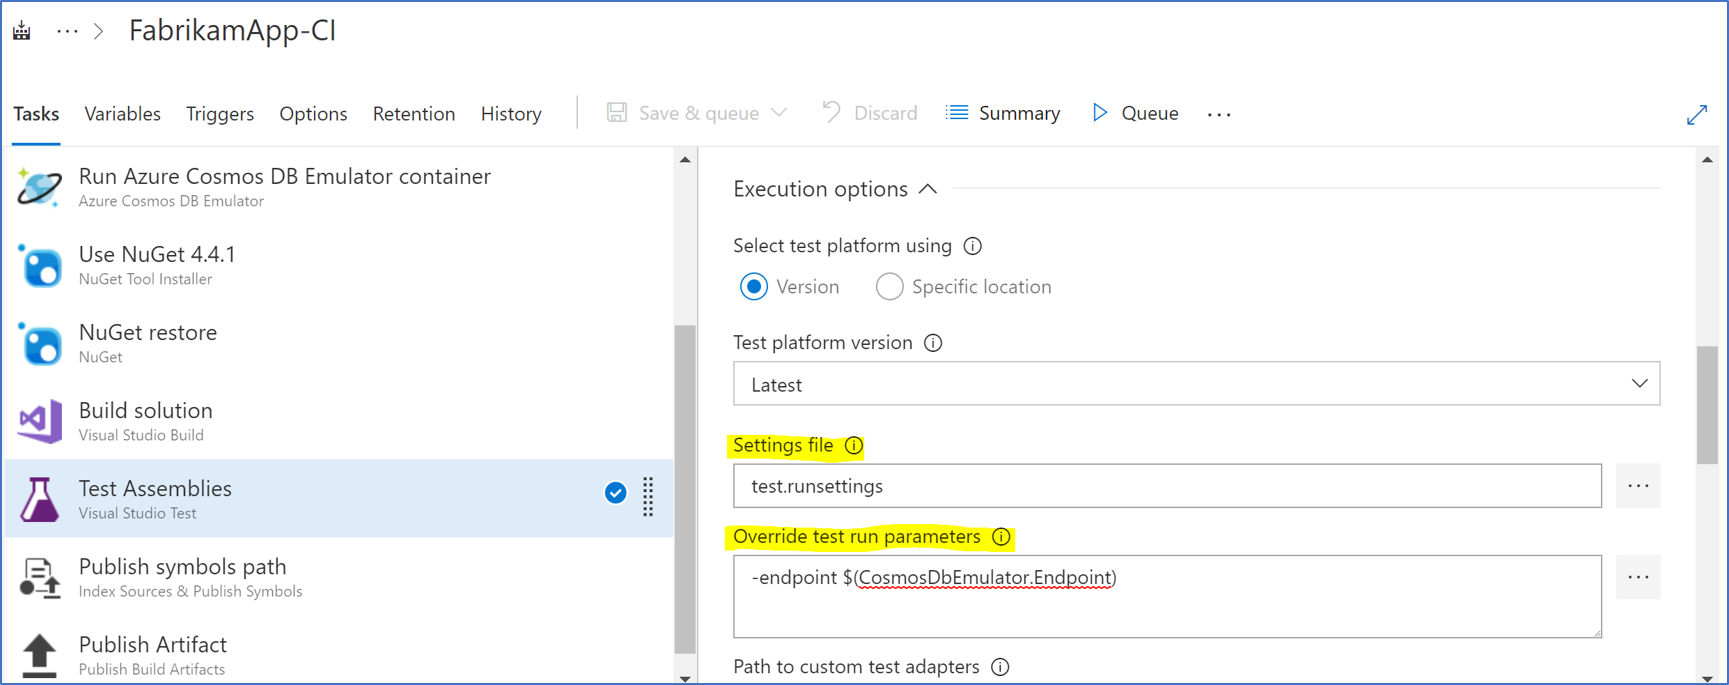 FabrikamApp-CI
Tasks Variables Triggers Options Retention History Save & queue Discard Summary Queue
Run Azure Cosmos DB Emulator container
Azure Cosmos DB Emulator
Use NuGet 4.4.1
NuGet Tool Installer
NuGet restore
NuGet
Build solution
Visual Studio Build
Test Assemblies
Visual Studio Test
Publish symbols path
Index Sources & Publish Symbols
Publish Artifact
Publish Build Artifacts
Execution options
Select test platform using
Version Specific location
Test platform version
Latest
Settings file
test.runsettings
Override test run parameters
-endpoint $(CosmosDbEmulator.Endpoint)
Path to custom test adapters